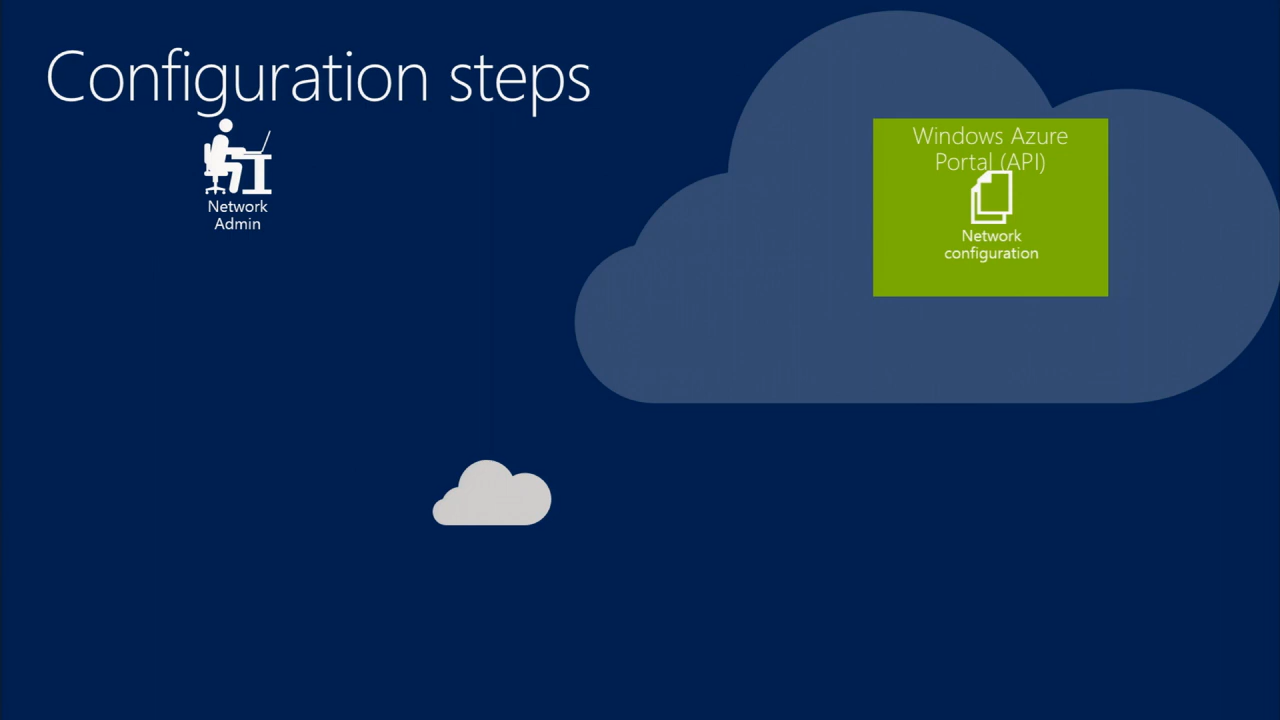 Configuration steps
Network
Admin
Windows Azure
Portal (API)
Network
configuration